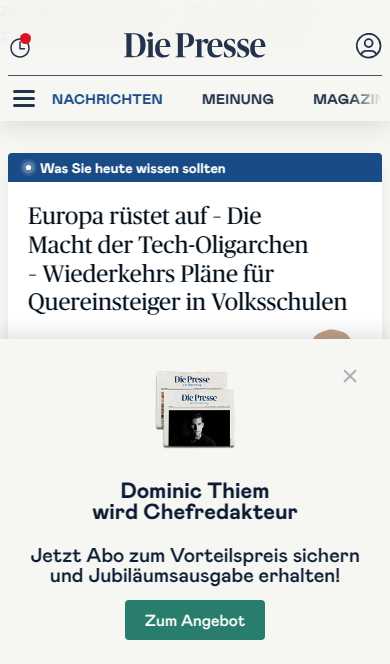 Die Presse
NACHRICHTEN MEINUNG MAGAZIN
Was Sie heute wissen sollten
Europa rüstet auf – Die
Macht der Tech-Oligarchen
– Wiederkehrs Pläne für
Quereinsteiger in Volksschulen
Die Presse
Die Presse
Dominic Thiem
wird Chefredakteur
Jetzt Abo zum Vorteilspreis sichern
und Jubiläumsausgabe erhalten!
Zum Angebot